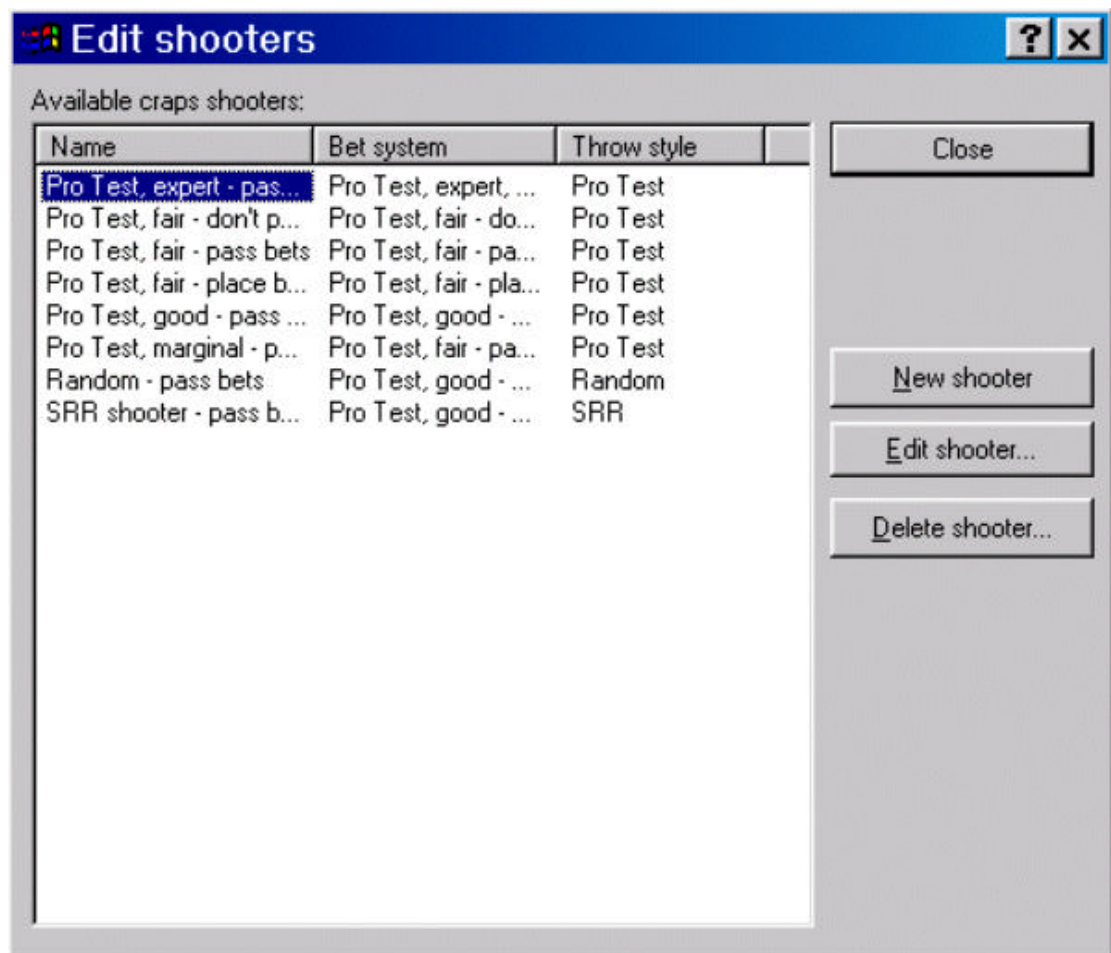 Edit shooters
Available craps shooters:
Name Bet system Throw style
Close
Pro Test, expert - pas... Pro Test, expert, ... Pro Test
Pro Test, fair - don't p... Pro Test, fair - do... Pro Test
Pro Test, fair - pass bets Pro Test, fair - pa... Pro Test
Pro Test, fair - place b... Pro Test, fair - pla... Pro Test
Pro Test, good - pass ... Pro Test, good - ... Pro Test
Pro Test, marginal - p... Pro Test, fair - pa... Pro Test
Random - pass bets Pro Test, good - ... Random
SRR shooter - pass b... Pro Test, good - ... SRR
New shooter
Edit shooter...
Delete shooter...